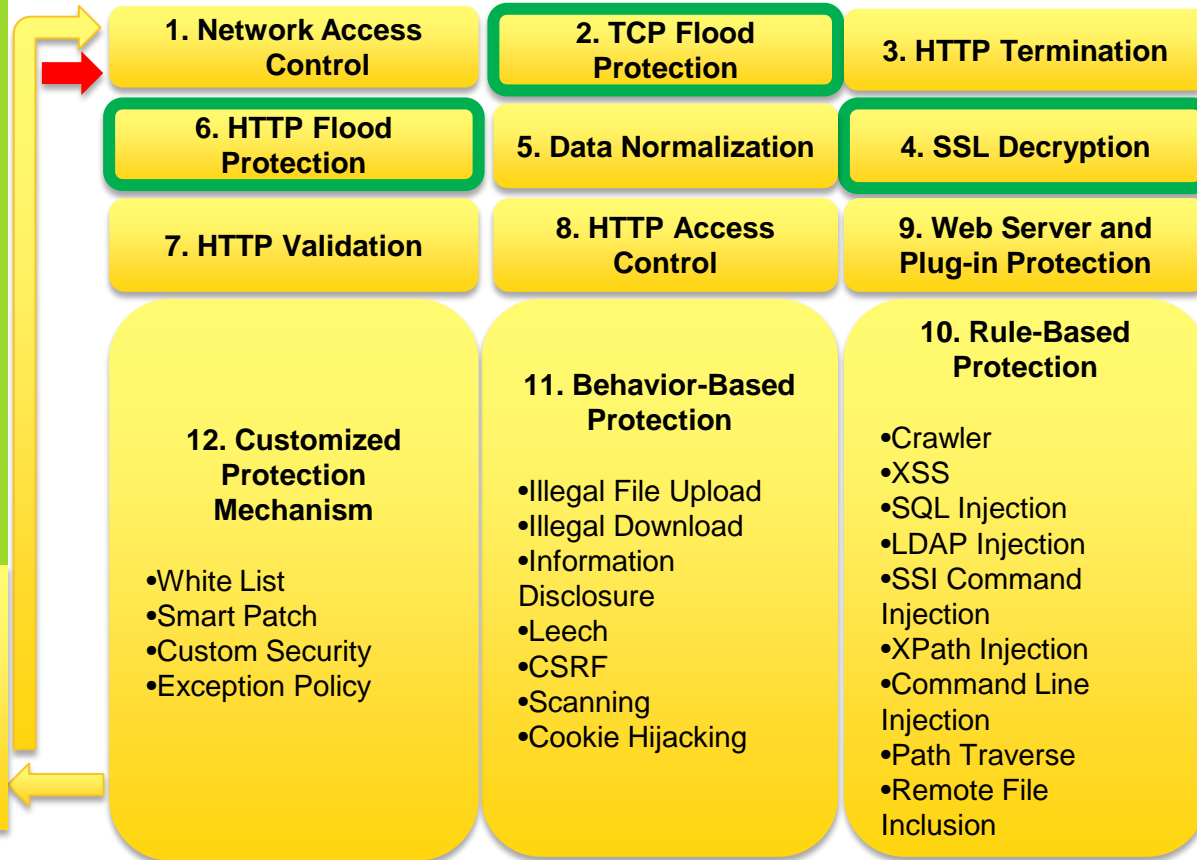 1. Network Access
Control
2. TCP Flood
Protection
3. HTTP Termination
6. HTTP Flood
Protection
5. Data Normalization
4. SSL Decryption
7. HTTP Validation
8. HTTP Access
Control
9. Web Server and
Plug-in Protection
12. Customized
Protection
Mechanism
•White List
•Smart Patch
•Custom Security
•Exception Policy
11. Behavior-Based
Protection
•Illegal File Upload
•Illegal Download
•Information
Disclosure
•Leech
•CSRF
•Scanning
•Cookie Hijacking
10. Rule-Based
Protection
•Crawler
•XSS
•SQL Injection
•LDAP Injection
•SSI Command
Injection
•XPath Injection
•Command Line
Injection
•Path Traverse
•Remote File
Inclusion